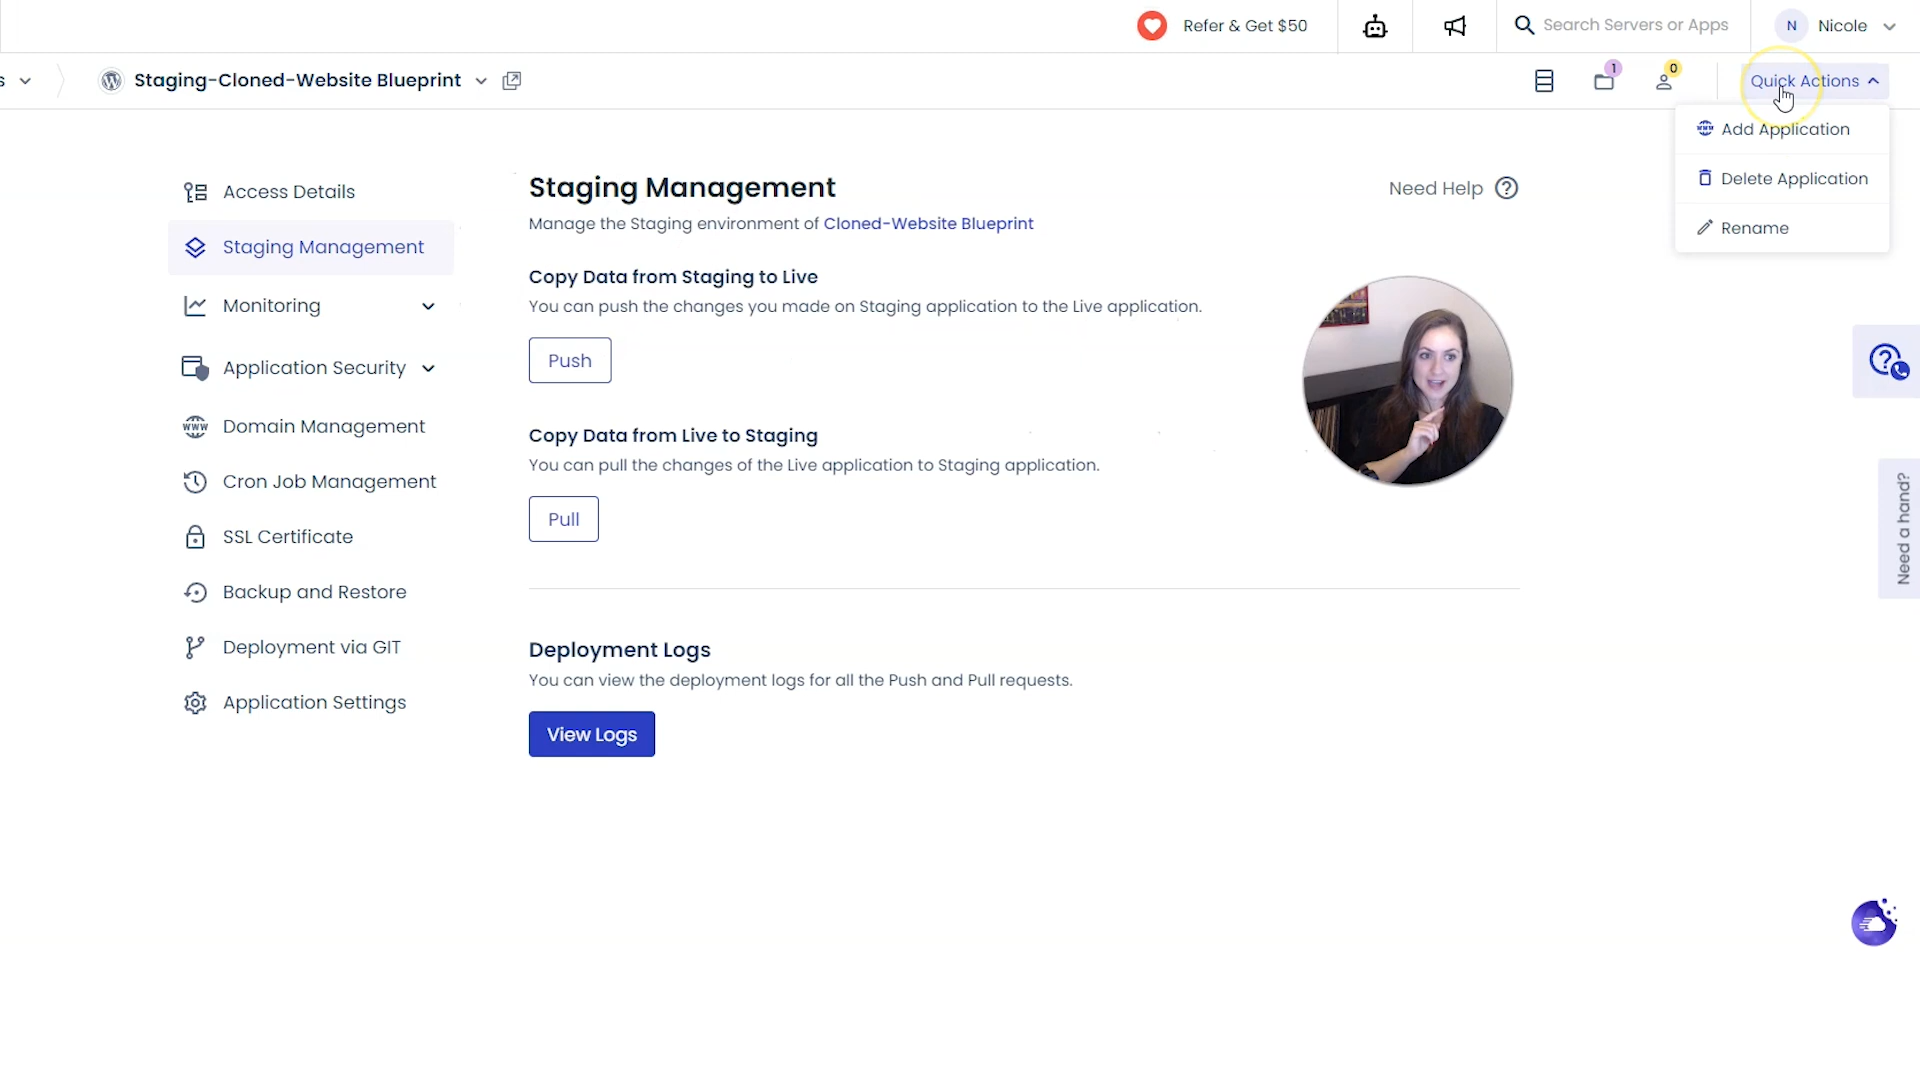 Refer & Get $50
Search Servers or Apps
N
Nicole
s
Staging-Cloned-Website Blueprint
1
0
Quick Actions
Add Application
Delete Application
Rename
Access Details
Staging Management
Monitoring
Application Security
Domain Management
Cron Job Management
SSL Certificate
Backup and Restore
Deployment via GIT
Application Settings
Staging Management
Need Help
Manage the Staging environment of Cloned-Website Blueprint
Copy Data from Staging to Live
You can push the changes you made on Staging application to the Live application.
Push
Copy Data from Live to Staging
You can pull the changes of the Live application to Staging application.
Pull
Deployment Logs
You can view the deployment logs for all the Push and Pull requests.
View Logs
Need a hand?